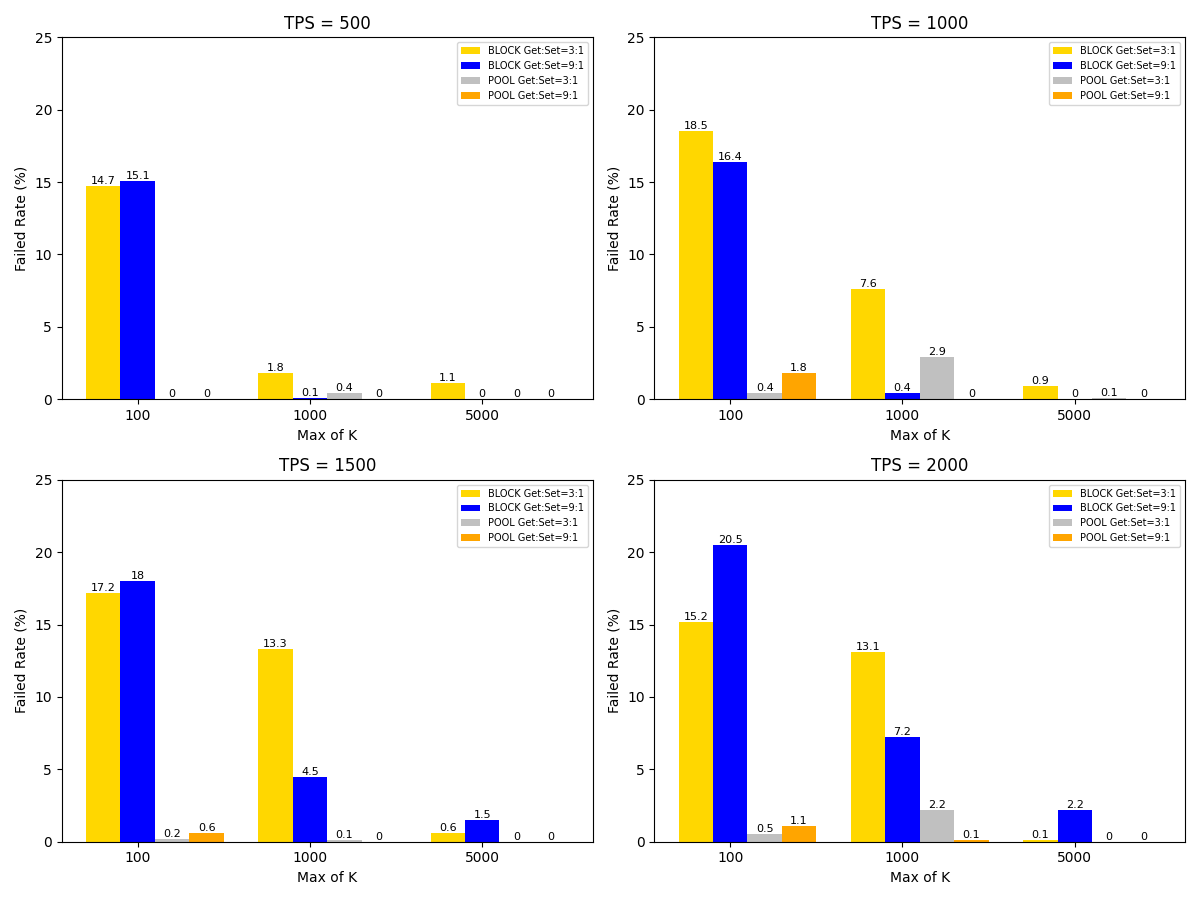 TPS = 500
25
20
15
10
5
0
Failed Rate (%)
BLOCK Get:Set=3:1
BLOCK Get:Set=9:1
POOL Get:Set=3:1
POOL Get:Set=9:1
14.7 15.1 0 0 1.8 0.1 0.4 0 1.1 0 0 0
100 1000 5000
Max of K
TPS = 1000
25
20
15
10
5
0
Failed Rate (%)
BLOCK Get:Set=3:1
BLOCK Get:Set=9:1
POOL Get:Set=3:1
POOL Get:Set=9:1
18.5 16.4 0.4 1.8 7.6 0.4 2.9 0 0.9 0 0.1 0
100 1000 5000
Max of K
TPS = 1500
25
20
15
10
5
0
Failed Rate (%)
BLOCK Get:Set=3:1
BLOCK Get:Set=9:1
POOL Get:Set=3:1
POOL Get:Set=9:1
17.2 18 0.2 0.6 13.3 4.5 0.1 0 0.6 1.5 0 0
100 1000 5000
Max of K
TPS = 2000
25
20
15
10
5
0
Failed Rate (%)
BLOCK Get:Set=3:1
BLOCK Get:Set=9:1
POOL Get:Set=3:1
POOL Get:Set=9:1
15.2 20.5 0.5 1.1 13.1 7.2 2.2 0.1 0.1 2.2 0 0
100 1000 5000
Max of K